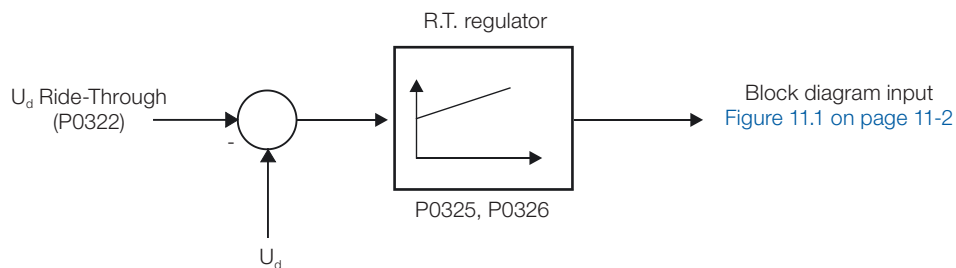 R.T. regulator
U_d Ride-Through
(P0322)
-
Block diagram input
Figure 11.1 on page 11-2
P0325, P0326
U_d